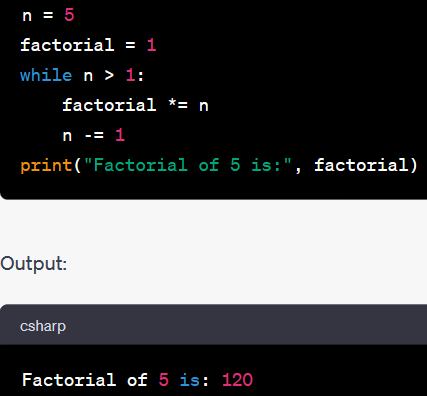 n = 5
factorial = 1
while n > 1:
    factorial *= n
    n -= 1
print("Factorial of 5 is:", factorial)
Output:
csharp
Factorial of 5 is: 120